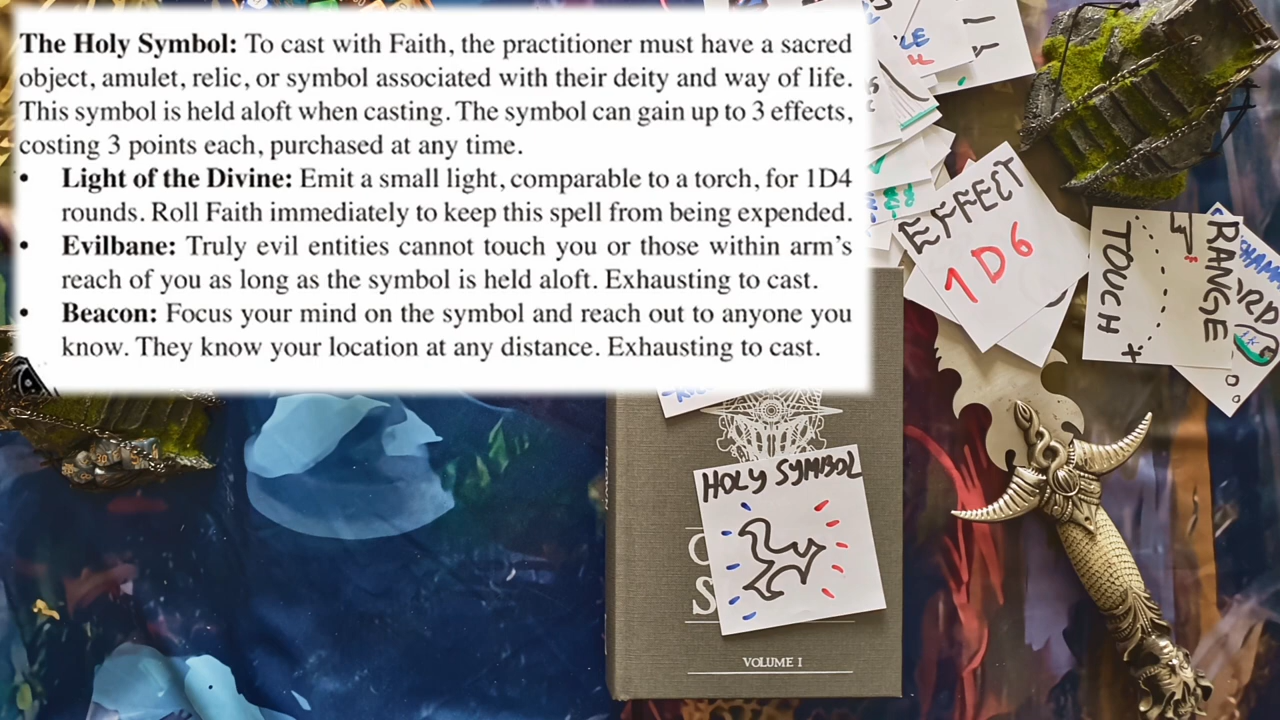 The Holy Symbol: To cast with Faith, the practitioner must have a sacred
object, amulet, relic, or symbol associated with their deity and way of life.
This symbol is held aloft when casting. The symbol can gain up to 3 effects,
costing 3 points each, purchased at any time.
• Light of the Divine: Emit a small light, comparable to a torch, for 1D4
rounds. Roll Faith immediately to keep this spell from being expended.
• Evilbane: Truly evil entities cannot touch you or those within arm's
reach of you as long as the symbol is held aloft. Exhausting to cast.
• Beacon: Focus your mind on the symbol and reach out to anyone you
know. They know your location at any distance. Exhausting to cast.
EFFECT
1D6
TOUCH
RANGE
HOLY SYMBOL
VOLUME I